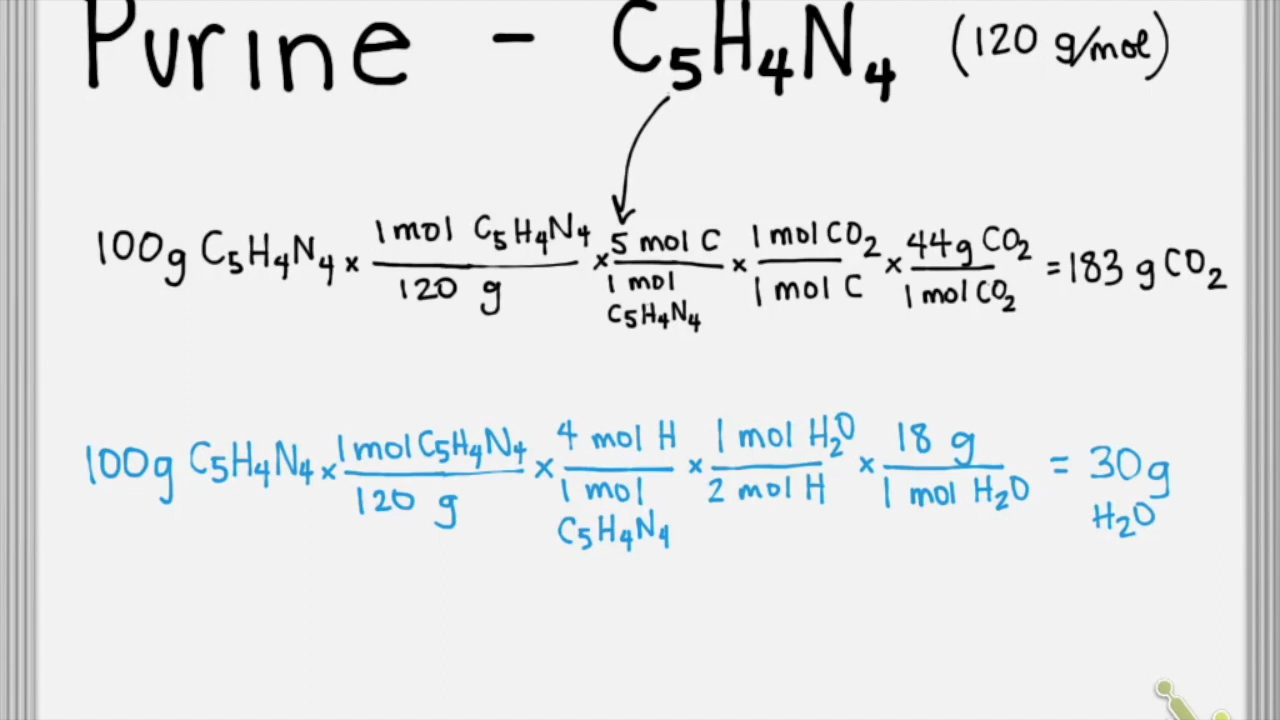 Purine - C₅H₄N₄ (120 g/mol)
100g C₅H₄N₄ × 1 mol C₅H₄N₄ / 120 g × 5 mol C / 1 mol C₅H₄N₄ × 1 mol CO₂ / 1 mol C × 44g CO₂ / 1 mol CO₂ = 183 g CO₂
100g C₅H₄N₄ × 1 mol C₅H₄N₄ / 120 g × 4 mol H / 1 mol C₅H₄N₄ × 1 mol H₂O / 2 mol H × 18 g / 1 mol H₂O = 30g H₂O